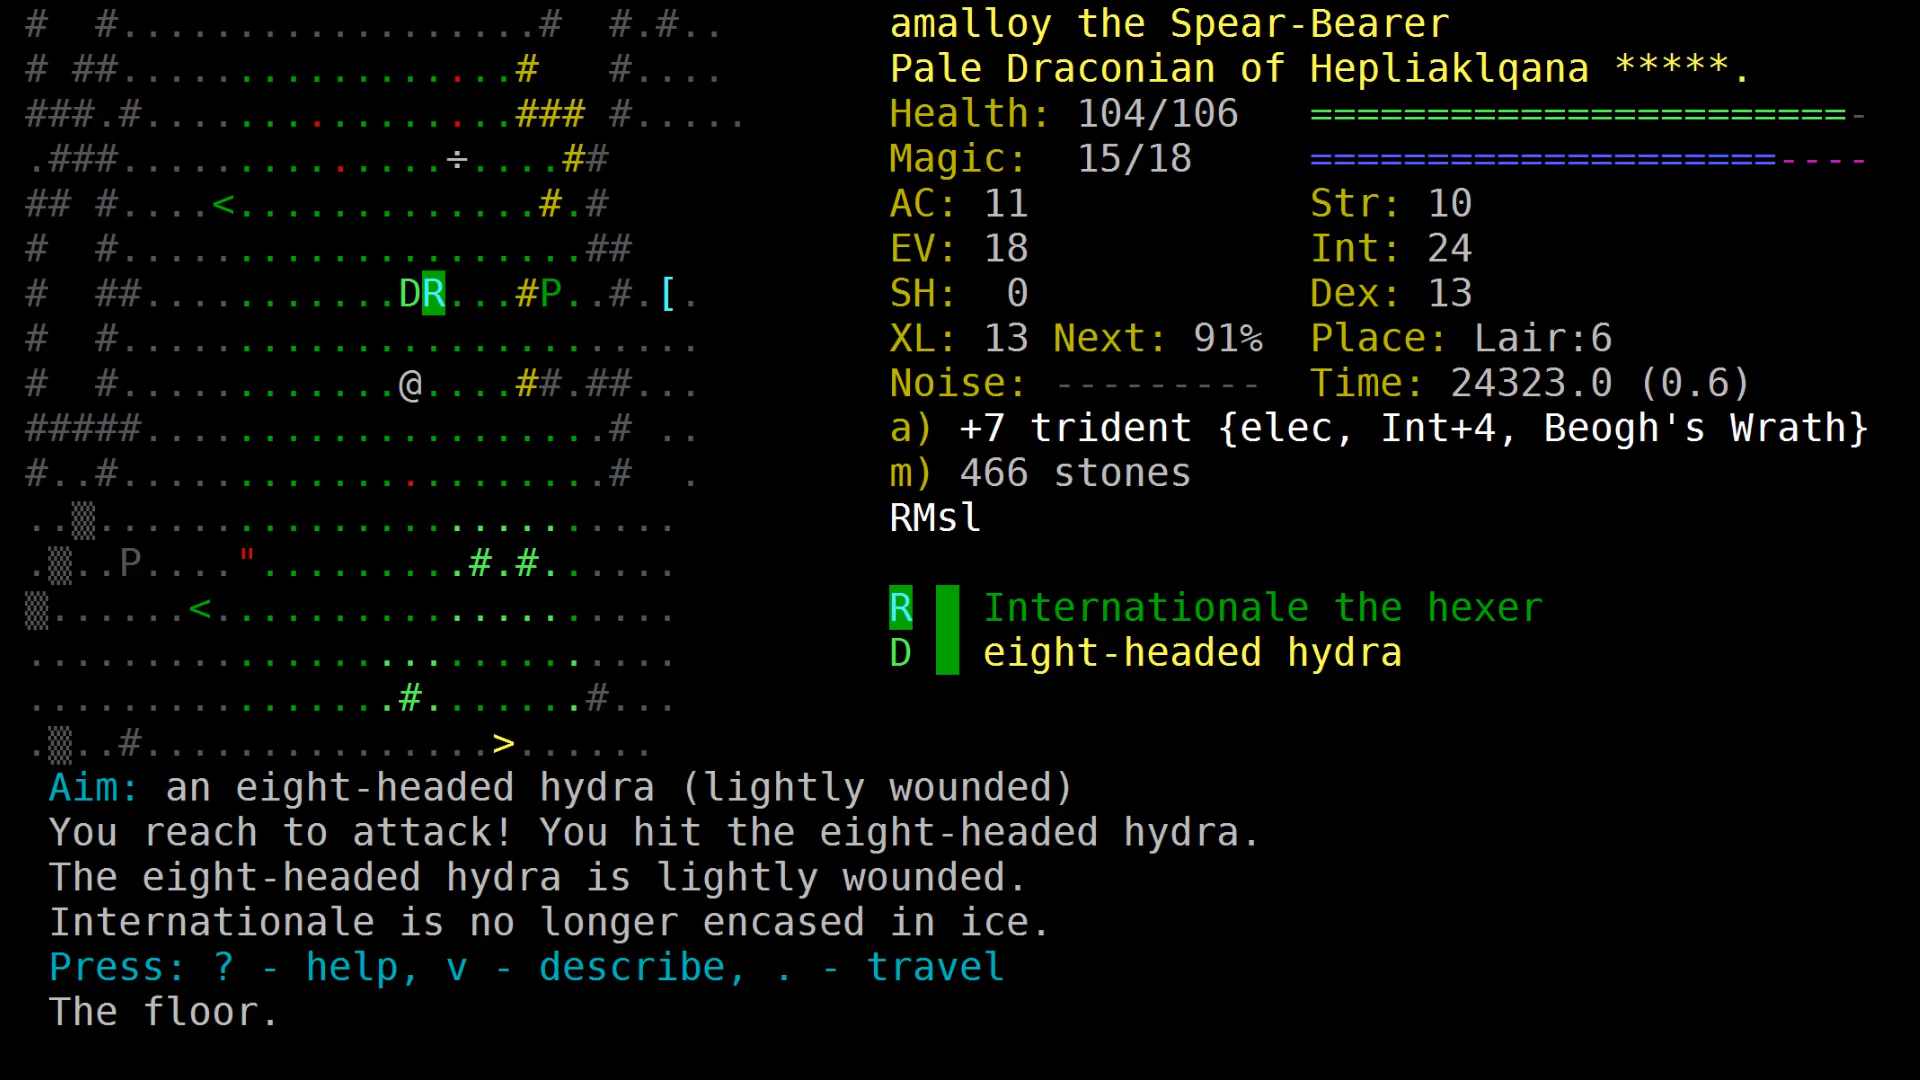 #  #..................#  #.#..
# ##.................#   #....
###.#................### #.....
.###..............÷....##
## #....<.............#.#
#  #....................##
#  ##...........DR...#P..#.[.
#  #.........................
#  #............@....## .##...
#####....................# ..
#..#.....................#  .
..▒.........................
.▒..P....".........#.#......
▒......<....................
............................
................#.......#...
.▒..#...............>......
amalloy the Spear-Bearer
Pale Draconian of Hepliaklqana *****.
Health: 104/106    =======================-
Magic:  15/18      ====================----
AC: 11            Str: 10
EV: 18            Int: 24
SH:  0            Dex: 13
XL: 13 Next: 91%  Place: Lair:6
Noise: ---------  Time: 24323.0 (0.6)
a) +7 trident {elec, Int+4, Beogh's Wrath}
m) 466 stones
RMsl
R   Internationale the hexer
D   eight-headed hydra
Aim: an eight-headed hydra (lightly wounded)
You reach to attack! You hit the eight-headed hydra.
The eight-headed hydra is lightly wounded.
Internationale is no longer encased in ice.
Press: ? - help, v - describe, . - travel
The floor.